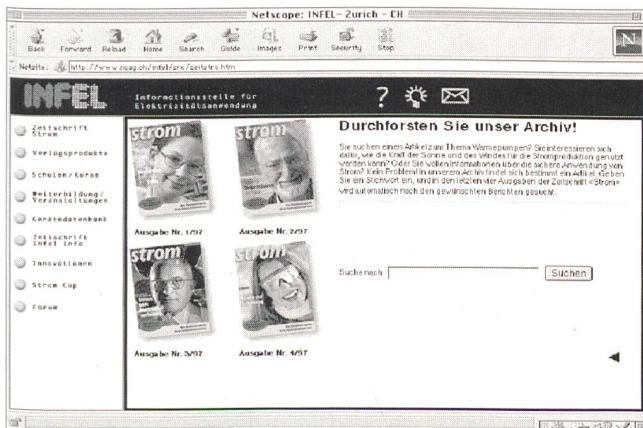 Netscape: INFEL-Zurich - CH
Back Forward Reload Home Search Guide Images Print Security Stop
N
Netsite: http://www.noag.ch/infel/pro/zeitstro.htm
INFEL
Informationsstelle für
Elektrizitätsanwendung
?
Zeitschrift
Strom
Verlagsprodukte
Schulen/Kurse
Weiterbildung/
Veranstaltungen
Gerätedatenbank
Zeitschrift
Infel Info
Innovationen
Strom Cup
Forum
strom
strom
Ausgabe Nr. 1/97
Ausgabe Nr. 2/97
strom
strom
Ausgabe Nr. 3/97
Ausgabe Nr. 4/97
Durchforsten Sie unser Archiv!
Sie suchen einen Artikel zum Thema Wärmepumpen? Sie interessieren sich
dafür, wie die Kraft der Sonne und des Windes für die Stromproduktion genutzt
werden kann? Oder Sie wollen Informationen über die sichere Anwendung von
Strom? Kein Problem! In unserem Archiv findet sich bestimmt ein Artikel. Geben
Sie ein Stichwort ein, und in den letzten vier Ausgaben der Zeitschrift «Strom»
wird automatisch nach den gewünschten Berichten gesucht.
Suche nach
Suchen